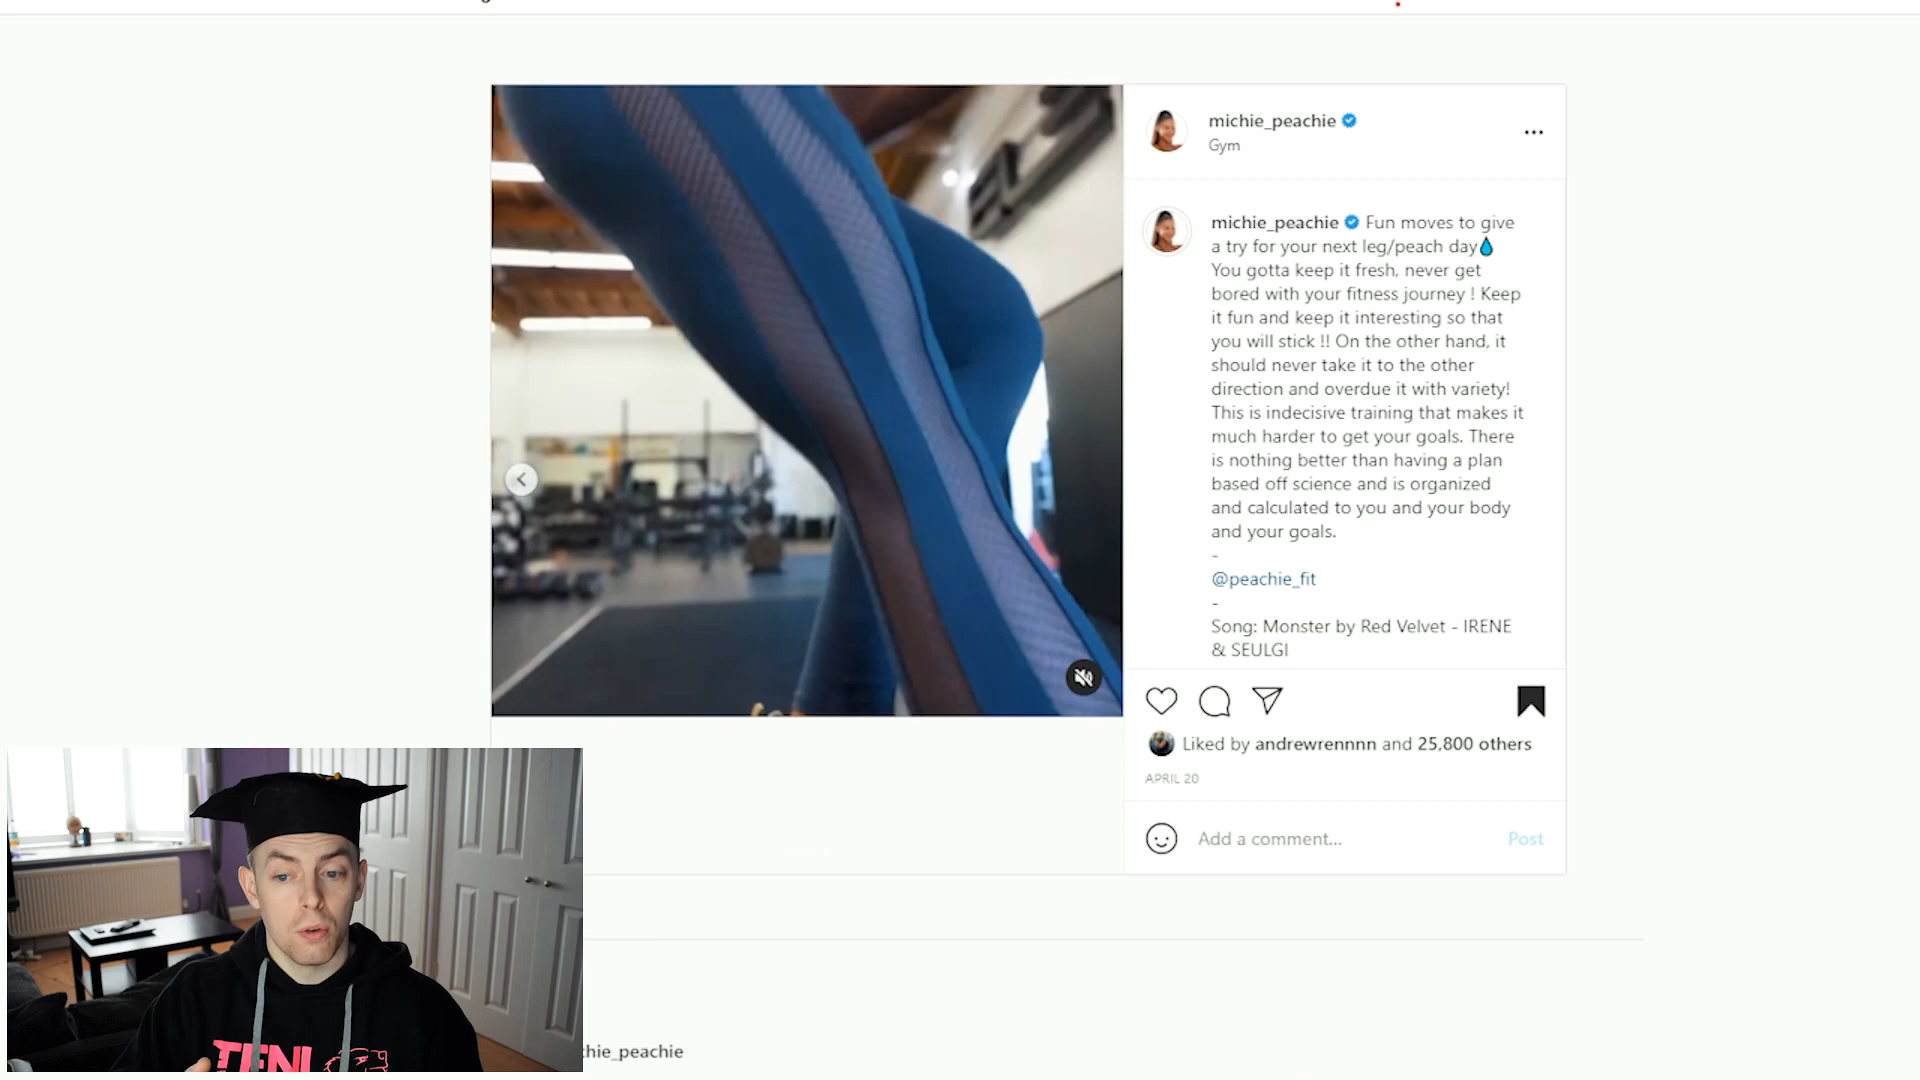 michie_peachie
Gym
michie_peachie Fun moves to give
a try for your next leg/peach day💧
You gotta keep it fresh, never get
bored with your fitness journey ! Keep
it fun and keep it interesting so that
you will stick !! On the other hand, it
should never take it to the other
direction and overdue it with variety!
This is indecisive training that makes it
much harder to get your goals. There
is nothing better than having a plan
based off science and is organized
and calculated to you and your body
and your goals.
-
@peachie_fit
-
Song: Monster by Red Velvet - IRENE
& SEULGI
Liked by andrewrennnn and 25,800 others
APRIL 20
Add a comment... Post
chie_peachie